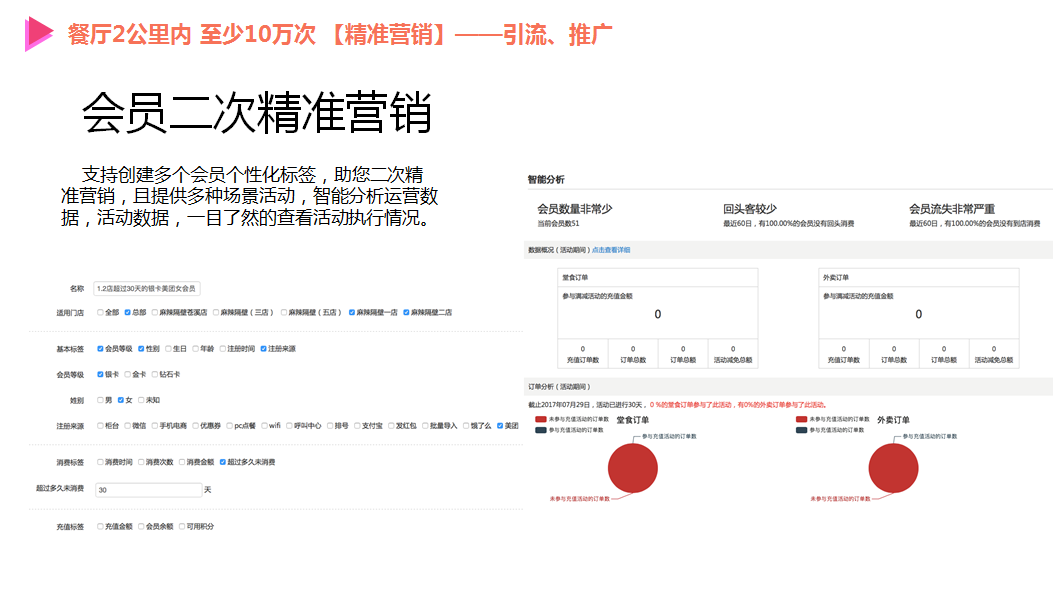 餐厅2公里内 至少10万次 【精准营销】——引流、推广
会员二次精准营销
支持创建多个会员个性化标签，助您二次精
准营销，且提供多种场景活动，智能分析运营数
据，活动数据，一目了然的查看活动执行情况。
名称 1.2店超过30天的银卡美团女会员
适用门店 全部 总部 麻辣隔壁苍溪店 麻辣隔壁（三店） 麻辣隔壁（五店） 麻辣隔壁一店 麻辣隔壁二店
基本标签 会员等级 性别 生日 年龄 注册时间 注册来源
会员等级 银卡 金卡 钻石卡
姓别 男 女 未知
注册来源 柜台 微信 手机电商 优惠券 pc点餐 wifi 呼叫中心 排号 支付宝 发红包 批量导入 饿了么 美团
消费标签 消费时间 消费次数 消费金额 超过多久未消费
超过多久未消费 30 天
充值标签 充值金额 会员余额 可用积分
智能分析
会员数量非常少 回头客较少 会员流失非常严重
当前会员数51 最近60日，有100.00%的会员没有回头消费 最近60日，有100.00%的会员没有到店消费
数据概况（活动期间）点击查看详细
堂食订单 外卖订单
参与满减活动的充值金额 参与满减活动的充值金额
0 0
0 0 0 0 0 0 0 0
充值订单数 订单总数 订单总额 活动减免总额 充值订单数 订单总数 订单总额 活动减免总额
订单分析（活动期间）
截止2017年07月29日，活动已进行30天， 0 %的堂食订单参与了此活动，有0%的外卖订单参与了此活动。
未参与充值活动的订单数 堂食订单 未参与充值活动的订单数 外卖订单
参与充值活动的订单数 参与充值活动的订单数
参与充值活动的订单数 参与充值活动的订单数
未参与充值活动的订单数 未参与充值活动的订单数